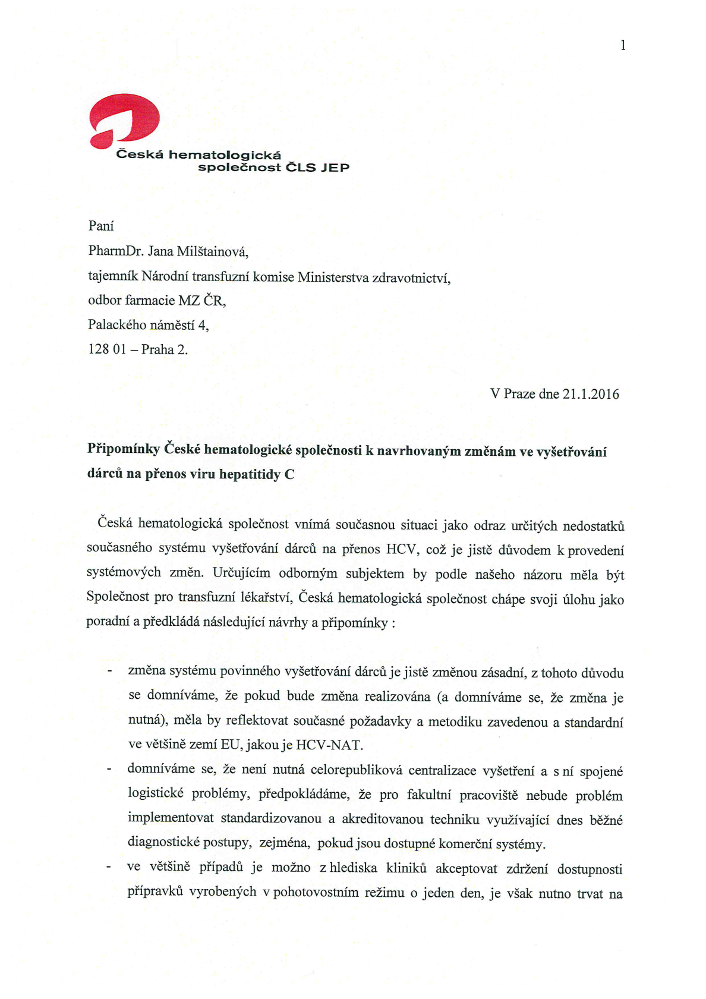 1
Česká hematologická
společnost ČLS JEP
Paní
PharmDr. Jana Milštainová,
tajemník Národní transfuzní komise Ministerstva zdravotnictví,
odbor farmacie MZ ČR,
Palackého náměstí 4,
128 01 – Praha 2.
V Praze dne 21.1.2016
Připomínky České hematologické společnosti k navrhovaným změnám ve vyšetřování
dárců na přenos viru hepatitidy C
Česká hematologická společnost vnímá současnou situaci jako odraz určitých nedostatků
současného systému vyšetřování dárců na přenos HCV, což je jistě důvodem k provedení
systémových změn. Určujícím odborným subjektem by podle našeho názoru měla být
Společnost pro transfuzní lékařství, Česká hematologická společnost chápe svoji úlohu jako
poradní a předkládá následující návrhy a připomínky :
- změna systému povinného vyšetřování dárců je jistě změnou zásadní, z tohoto důvodu
se domníváme, že pokud bude změna realizována (a domníváme se, že změna je
nutná), měla by reflektovat současné požadavky a metodiku zavedenou a standardní
ve většině zemí EU, jakou je HCV-NAT.
- domníváme se, že není nutná celorepubliková centralizace vyšetření a s ní spojené
logistické problémy, předpokládáme, že pro fakultní pracoviště nebude problém
implementovat standardizovanou a akreditovanou techniku využívající dnes běžné
diagnostické postupy, zejména, pokud jsou dostupné komerční systémy.
- ve většině případů je možno z hlediska kliniků akceptovat zdržení dostupnosti
přípravků vyrobených v pohotovostním režimu o jeden den, je však nutno trvat na